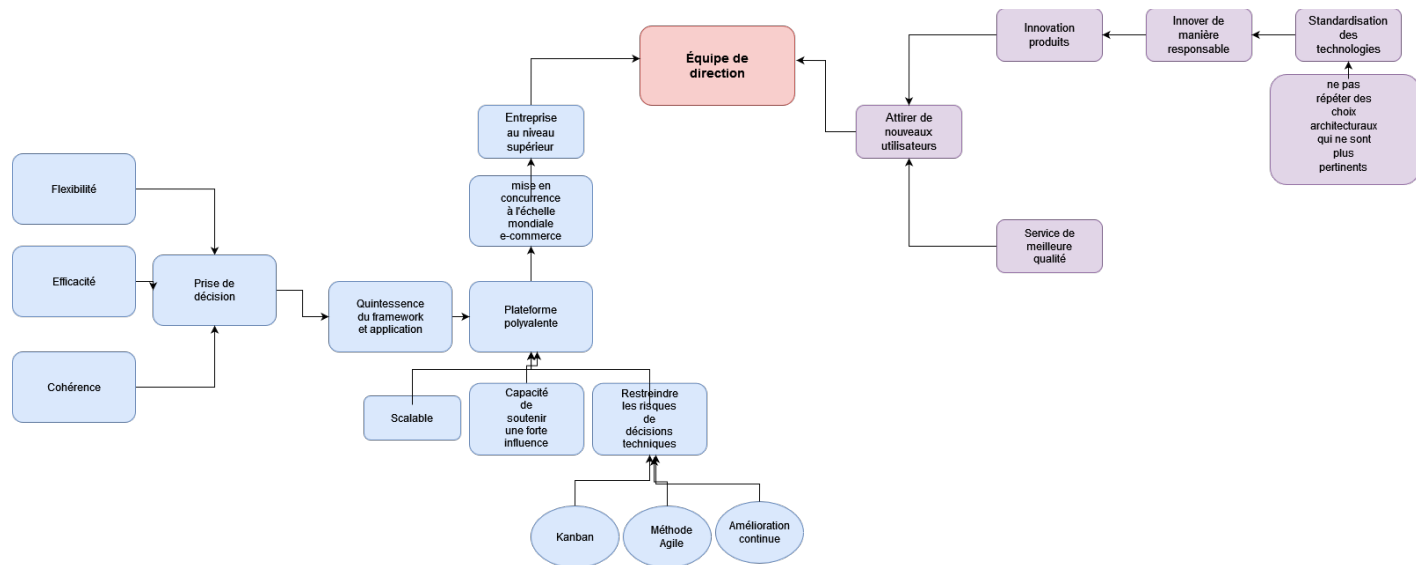 Équipe de
direction
Innovation
produits
Innover de
manière
responsable
Standardisation
des
technologies
ne pas
répéter des
choix
architecturaux
qui ne sont
plus
pertinents
Entreprise
au niveau
supérieur
Attirer de
nouveaux
utilisateurs
Flexibilité
mise en
concurrence
à l'échelle
mondiale
e-commerce
Service de
meilleure
qualité
Efficacité
Prise de
décision
Quintessence
du framework
et application
Plateforme
polyvalente
Cohérence
Scalable
Capacité
de
soutenir
une forte
influence
Restreindre
les risques
de
décisions
techniques
Kanban
Méthode
Agile
Amélioration
continue